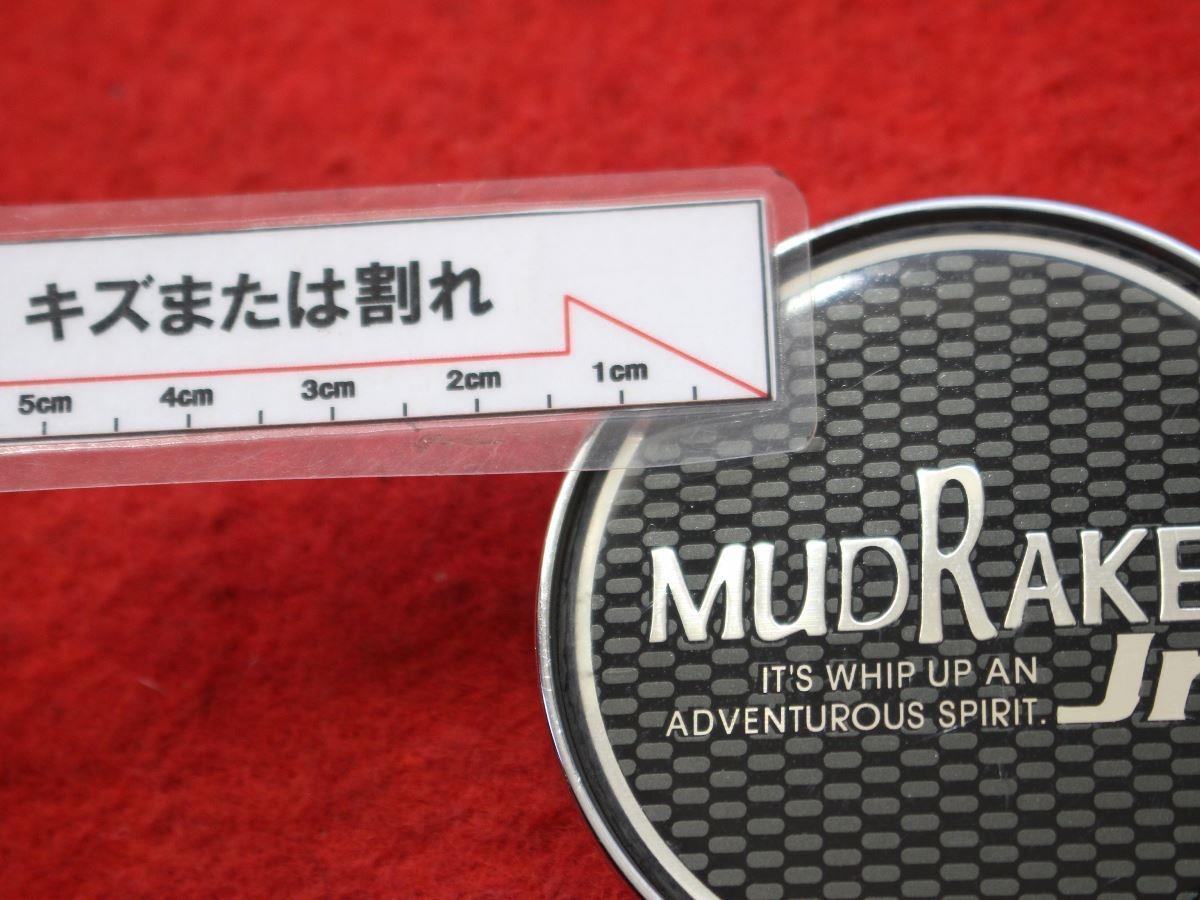 キズまたは割れ
5cm 4cm 3cm 2cm 1cm
MUDRAKE
Jr
IT'S WHIP UP AN
ADVENTUROUS SPIRIT.